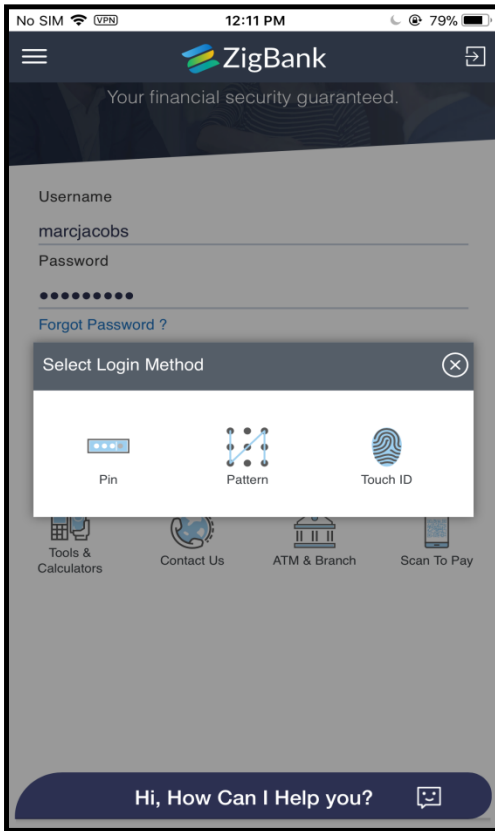 No SIM VPN 12:11 PM 79%
ZigBank
Your financial security guaranteed.
Username
marcjacobs
Password
•••••••••
Forgot Password ?
Select Login Method
Pin Pattern Touch ID
Tools & Contact Us ATM & Branch Scan To Pay
Calculators
Hi, How Can I Help you?